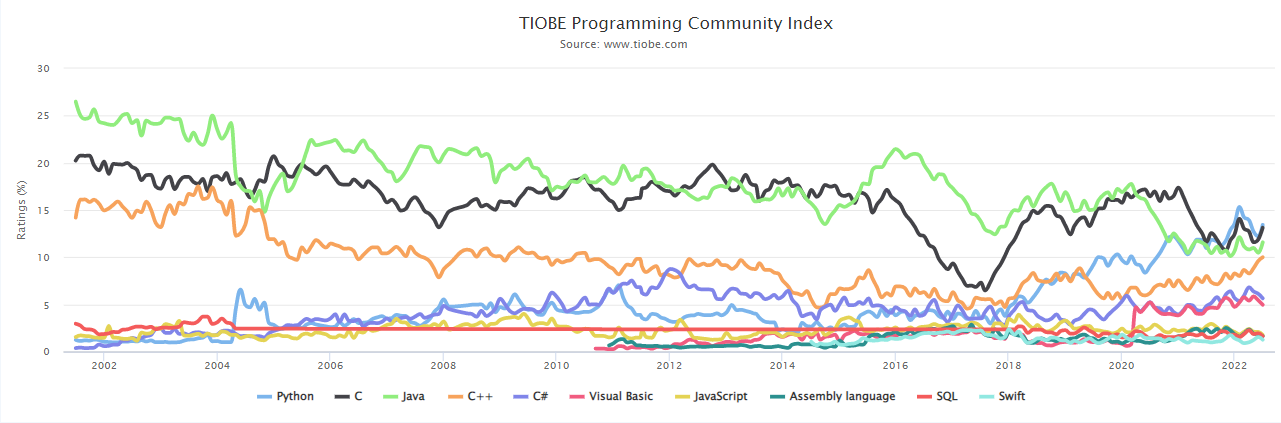 TIOBE Programming Community Index
Source: www.tiobe.com
Ratings (%)
30
25
20
15
10
5
0
2002 2004 2006 2008 2010 2012 2014 2016 2018 2020 2022
Python C Java C++ C# Visual Basic JavaScript Assembly language SQL Swift